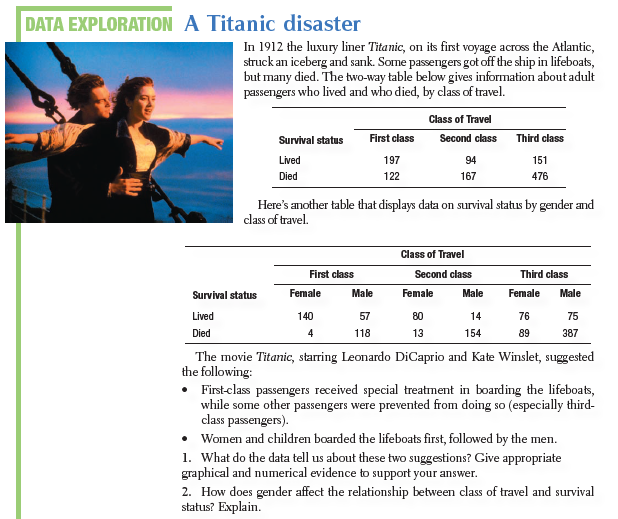 DATA EXPLORATION A Titanic disaster
In 1912 the luxury liner Titanic, on its first voyage across the Atlantic,
struck an iceberg and sank. Some passengers got off the ship in lifeboats,
but many died. The two-way table below gives information about adult
passengers who lived and who died, by class of travel.
Class of Travel
Survival status First class Second class Third class
Lived 197 94 151
Died 122 167 476
Here's another table that displays data on survival status by gender and
class of travel.
Class of Travel
First class Second class Third class
Survival status Female Male Female Male Female Male
Lived 140 57 80 14 76 75
Died 4 118 13 154 89 387
The movie Titanic, starring Leonardo DiCaprio and Kate Winslet, suggested
the following:
• First-class passengers received special treatment in boarding the lifeboats,
while some other passengers were prevented from doing so (especially third-
class passengers).
• Women and children boarded the lifeboats first, followed by the men.
1. What do the data tell us about these two suggestions? Give appropriate
graphical and numerical evidence to support your answer.
2. How does gender affect the relationship between class of travel and survival
status? Explain.